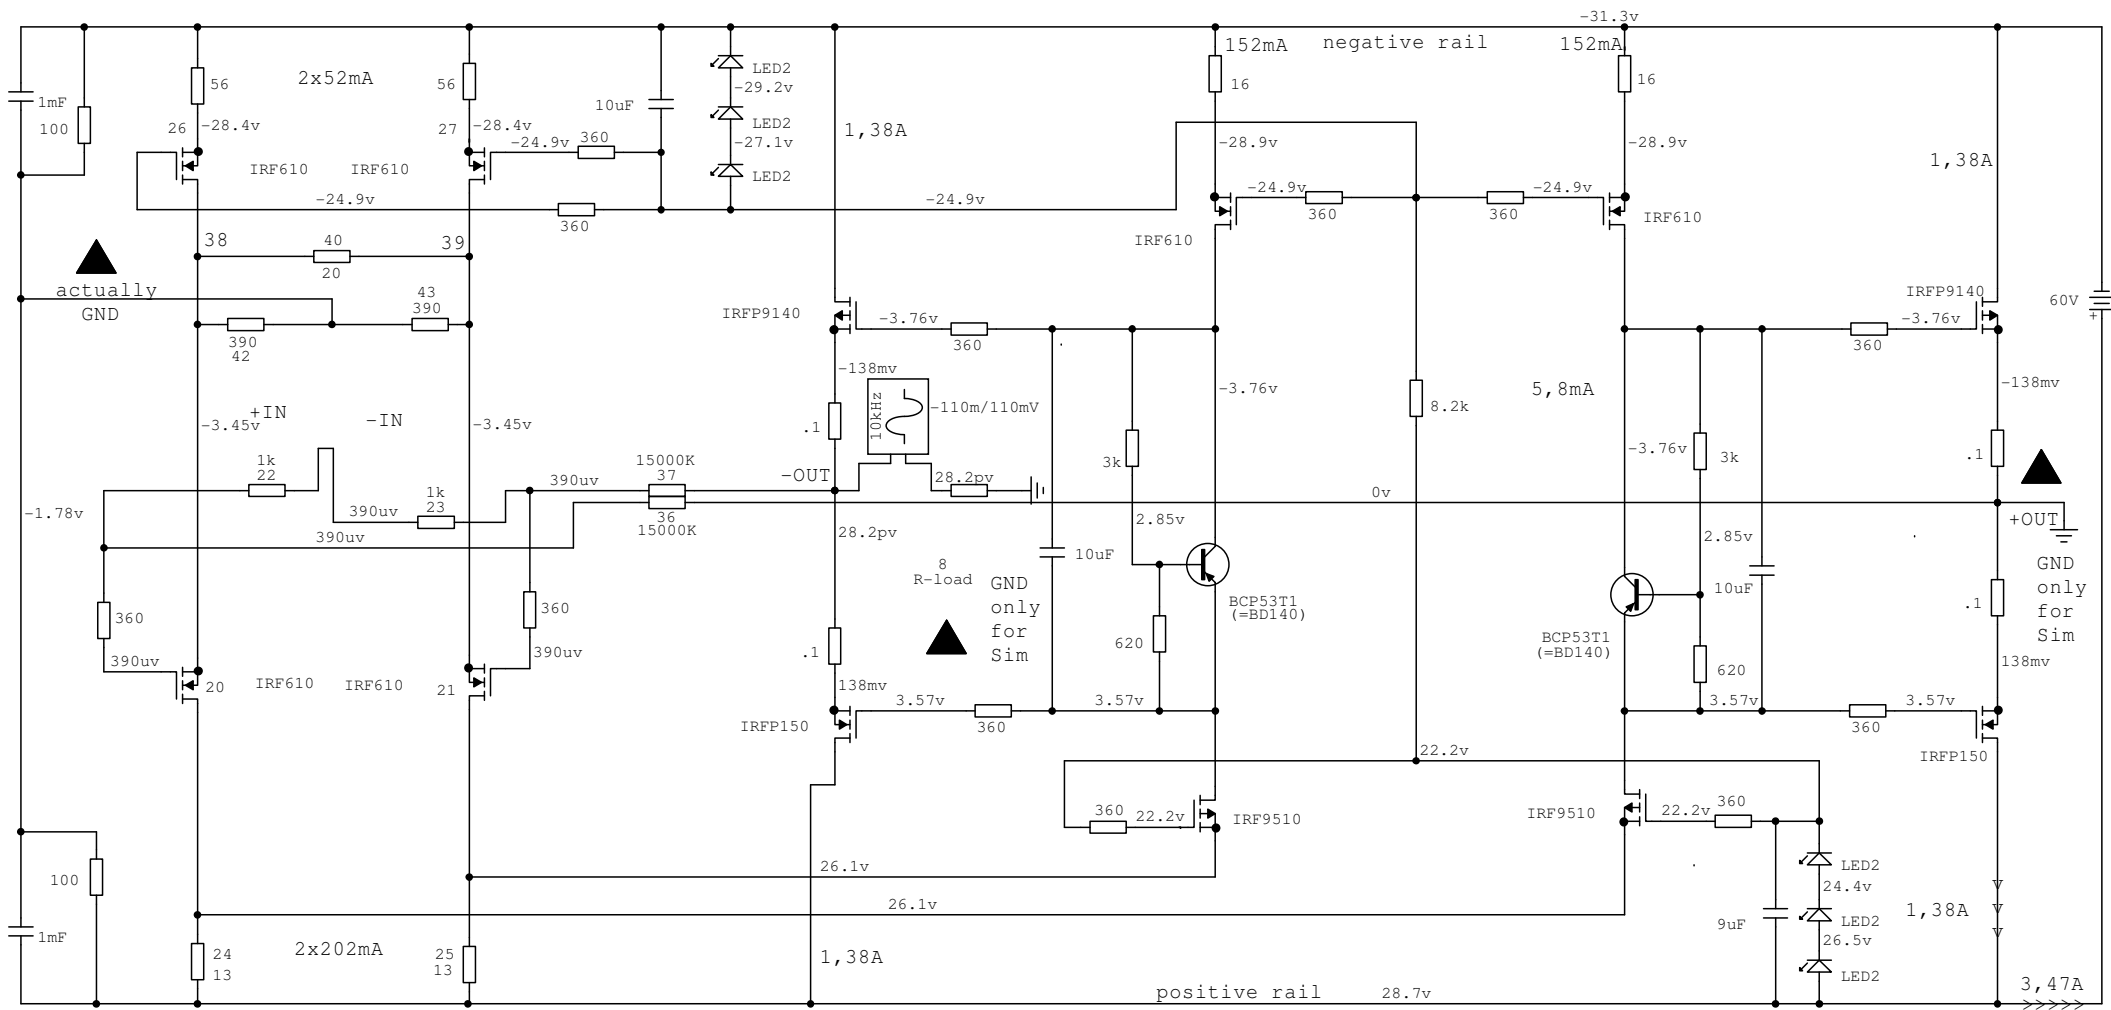 -31.3v
152mA
negative rail
152mA
LED2
-29.2v
56
2x52mA
56
16
16
1mF
10uF
LED2
100
26
-28.4v
27
-28.4v
-24.9v
360
-27.1v
1,38A
-28.9v
-28.9v
1,38A
IRF610
IRF610
LED2
-24.9v
360
-24.9v
-24.9v
360
-24.9v
360
IRF610
IRF610
38
40
20
39
actually
GND
43
390
390
42
IRFP9140
-3.76v
360
IRFP9140
-3.76v
360
60V
+
-138mv
10kHz
-110m/110mV
-3.76v
5,8mA
-138mv
8.2k
+IN
-IN
-3.45v
-3.45v
.1
3k
-3.76v
3k
.1
1k
22
15000K
37
390uv
-OUT
28.2pv
1k
23
390uv
0v
-1.78v
36
15000K
390uv
28.2pv
2.85v
2.85v
+OUT
8
R-load
10uF
GND
only
for
Sim
10uF
GND
only
for
Sim
BCP53T1
(=BD140)
BCP53T1
(=BD140)
360
360
.1
.1
620
620
390uv
390uv
138mv
138mv
20
IRF610
IRF610
21
3.57v
360
3.57v
3.57v
360
3.57v
IRFP150
IRFP150
22.2v
360
22.2v
IRF9510
IRF9510
22.2v
360
26.1v
LED2
24.4v
100
26.1v
1,38A
LED2
9uF
26.5v
1mF
2x202mA
24
13
25
13
1,38A
LED2
positive rail
28.7v
3,47A